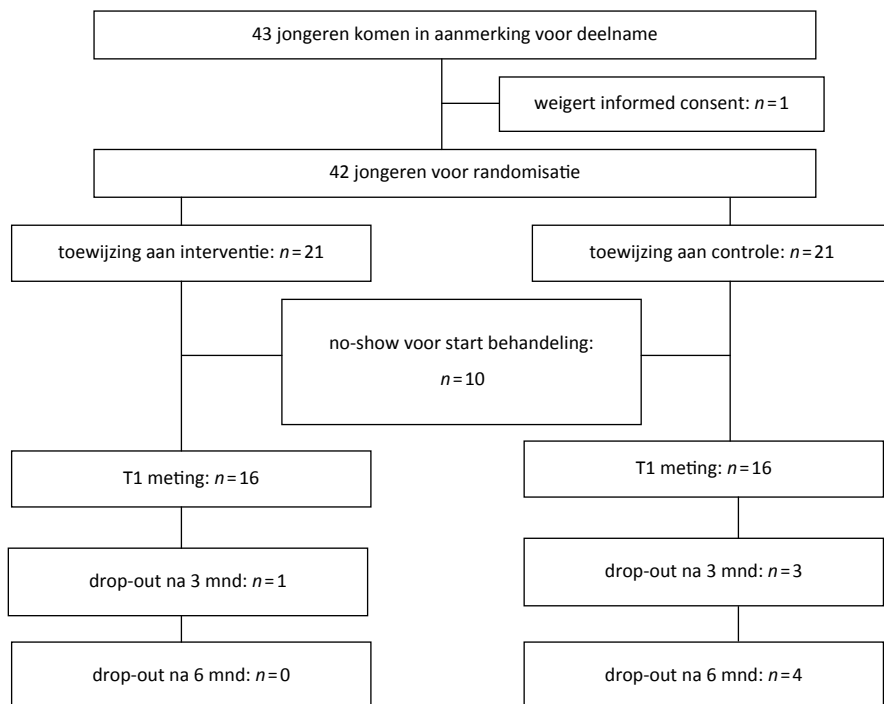 43 jongeren komen in aanmerking voor deelname
weigert informed consent: n=1
42 jongeren voor randomisatie
toewijzing aan interventie: n=21
toewijzing aan controle: n=21
no-show voor start behandeling:
n=10
T1 meting: n=16
T1 meting: n=16
drop-out na 3 mnd: n=1
drop-out na 3 mnd: n=3
drop-out na 6 mnd: n=0
drop-out na 6 mnd: n=4